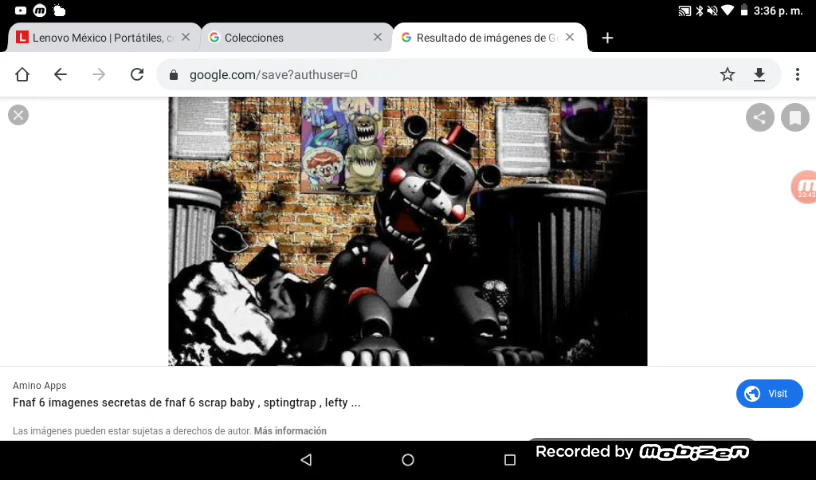 3:36 p. m.
Lenovo México | Portátiles, c
Colecciones
Resultado de imágenes de G
google.com/save?authuser=0
Amino Apps
Fnaf 6 imagenes secretas de fnaf 6 scrap baby , sptingtrap , lefty ...
Visit
Las imágenes pueden estar sujetas a derechos de autor. Más información
Recorded by mobizen